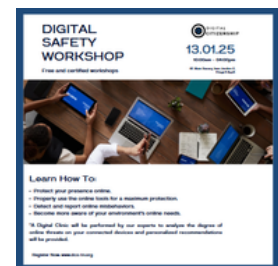 DIGITAL
SAFETY
WORKSHOP
Free and certified workshops
DIGITAL
CITIZENSHIP
13.01.25
Learn How To:
- Protect your presence online.
- Properly use the online tools for a maximum protection.
- Detect and report online misbehaviors.
- Become more aware of your environment's online needs.
*A Digital Clinic will be performed by our experts to analyze the degree of
online threats on your connected devices and personalized recommendations
will be provided.
Register Now